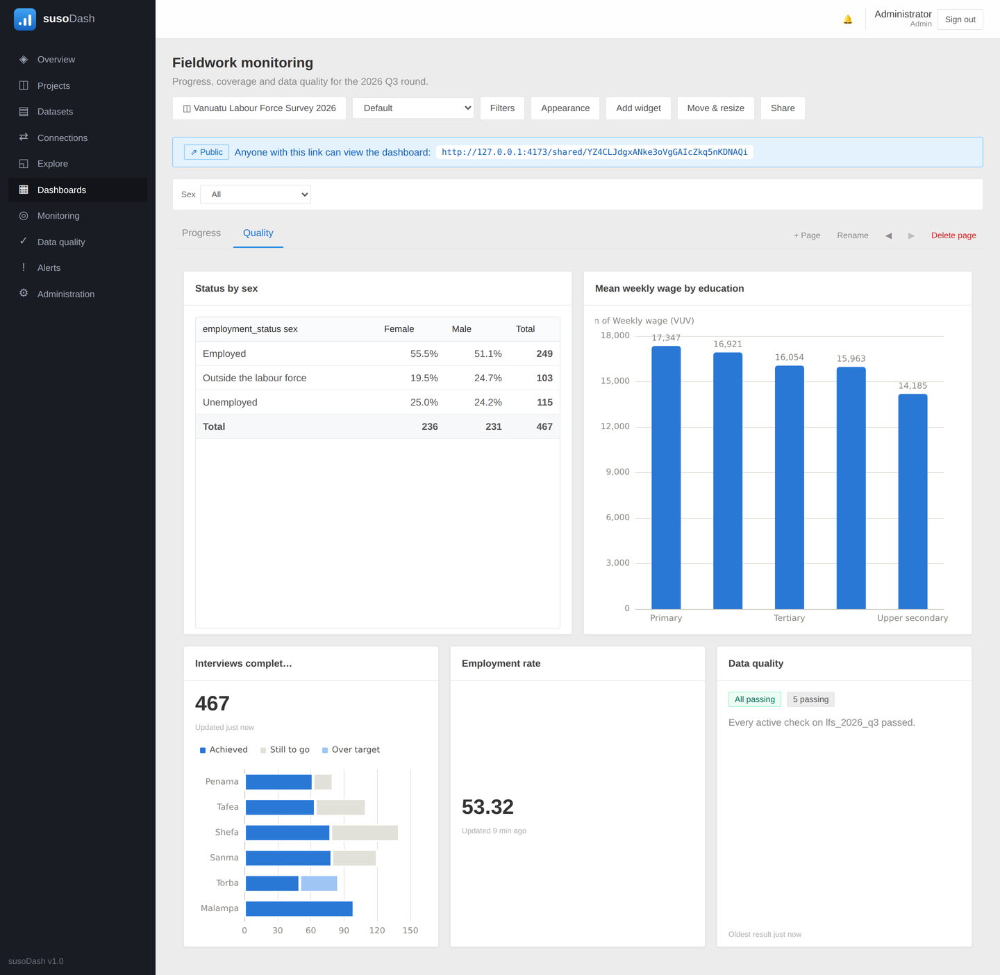 susoDash
🔔
Administrator
Admin
Sign out
Overview
Projects
Datasets
Connections
Explore
Dashboards
Monitoring
Data quality
Alerts
Administration
susoDash v1.0
Fieldwork monitoring
Progress, coverage and data quality for the 2026 Q3 round.
Vanuatu Labour Force Survey 2026
Default
Filters
Appearance
Add widget
Move & resize
Share
⇗ Public
Anyone with this link can view the dashboard:
http://127.0.0.1:4173/shared/YZ4CLJdgxANke3oVgGAIcZkq5nKDNAQi
Sex
All
Progress
Quality
+ Page
Rename
◀
▶
Delete page
Status by sex
employment_status sex Female Male Total
Employed 55.5% 51.1% 249
Outside the labour force 19.5% 24.7% 103
Unemployed 25.0% 24.2% 115
Total 236 231 467
Mean weekly wage by education
n of Weekly wage (VUV)
18,000
15,000
12,000
9,000
6,000
3,000
0
17,347
16,921
16,054
15,963
14,185
Primary
Tertiary
Upper secondary
Interviews complet…
467
Updated just now
Achieved
Still to go
Over target
Penama
Tafea
Shefa
Sanma
Torba
Malampa
0 30 60 90 120 150
Employment rate
53.32
Updated 9 min ago
Data quality
All passing
5 passing
Every active check on lfs_2026_q3 passed.
Oldest result just now